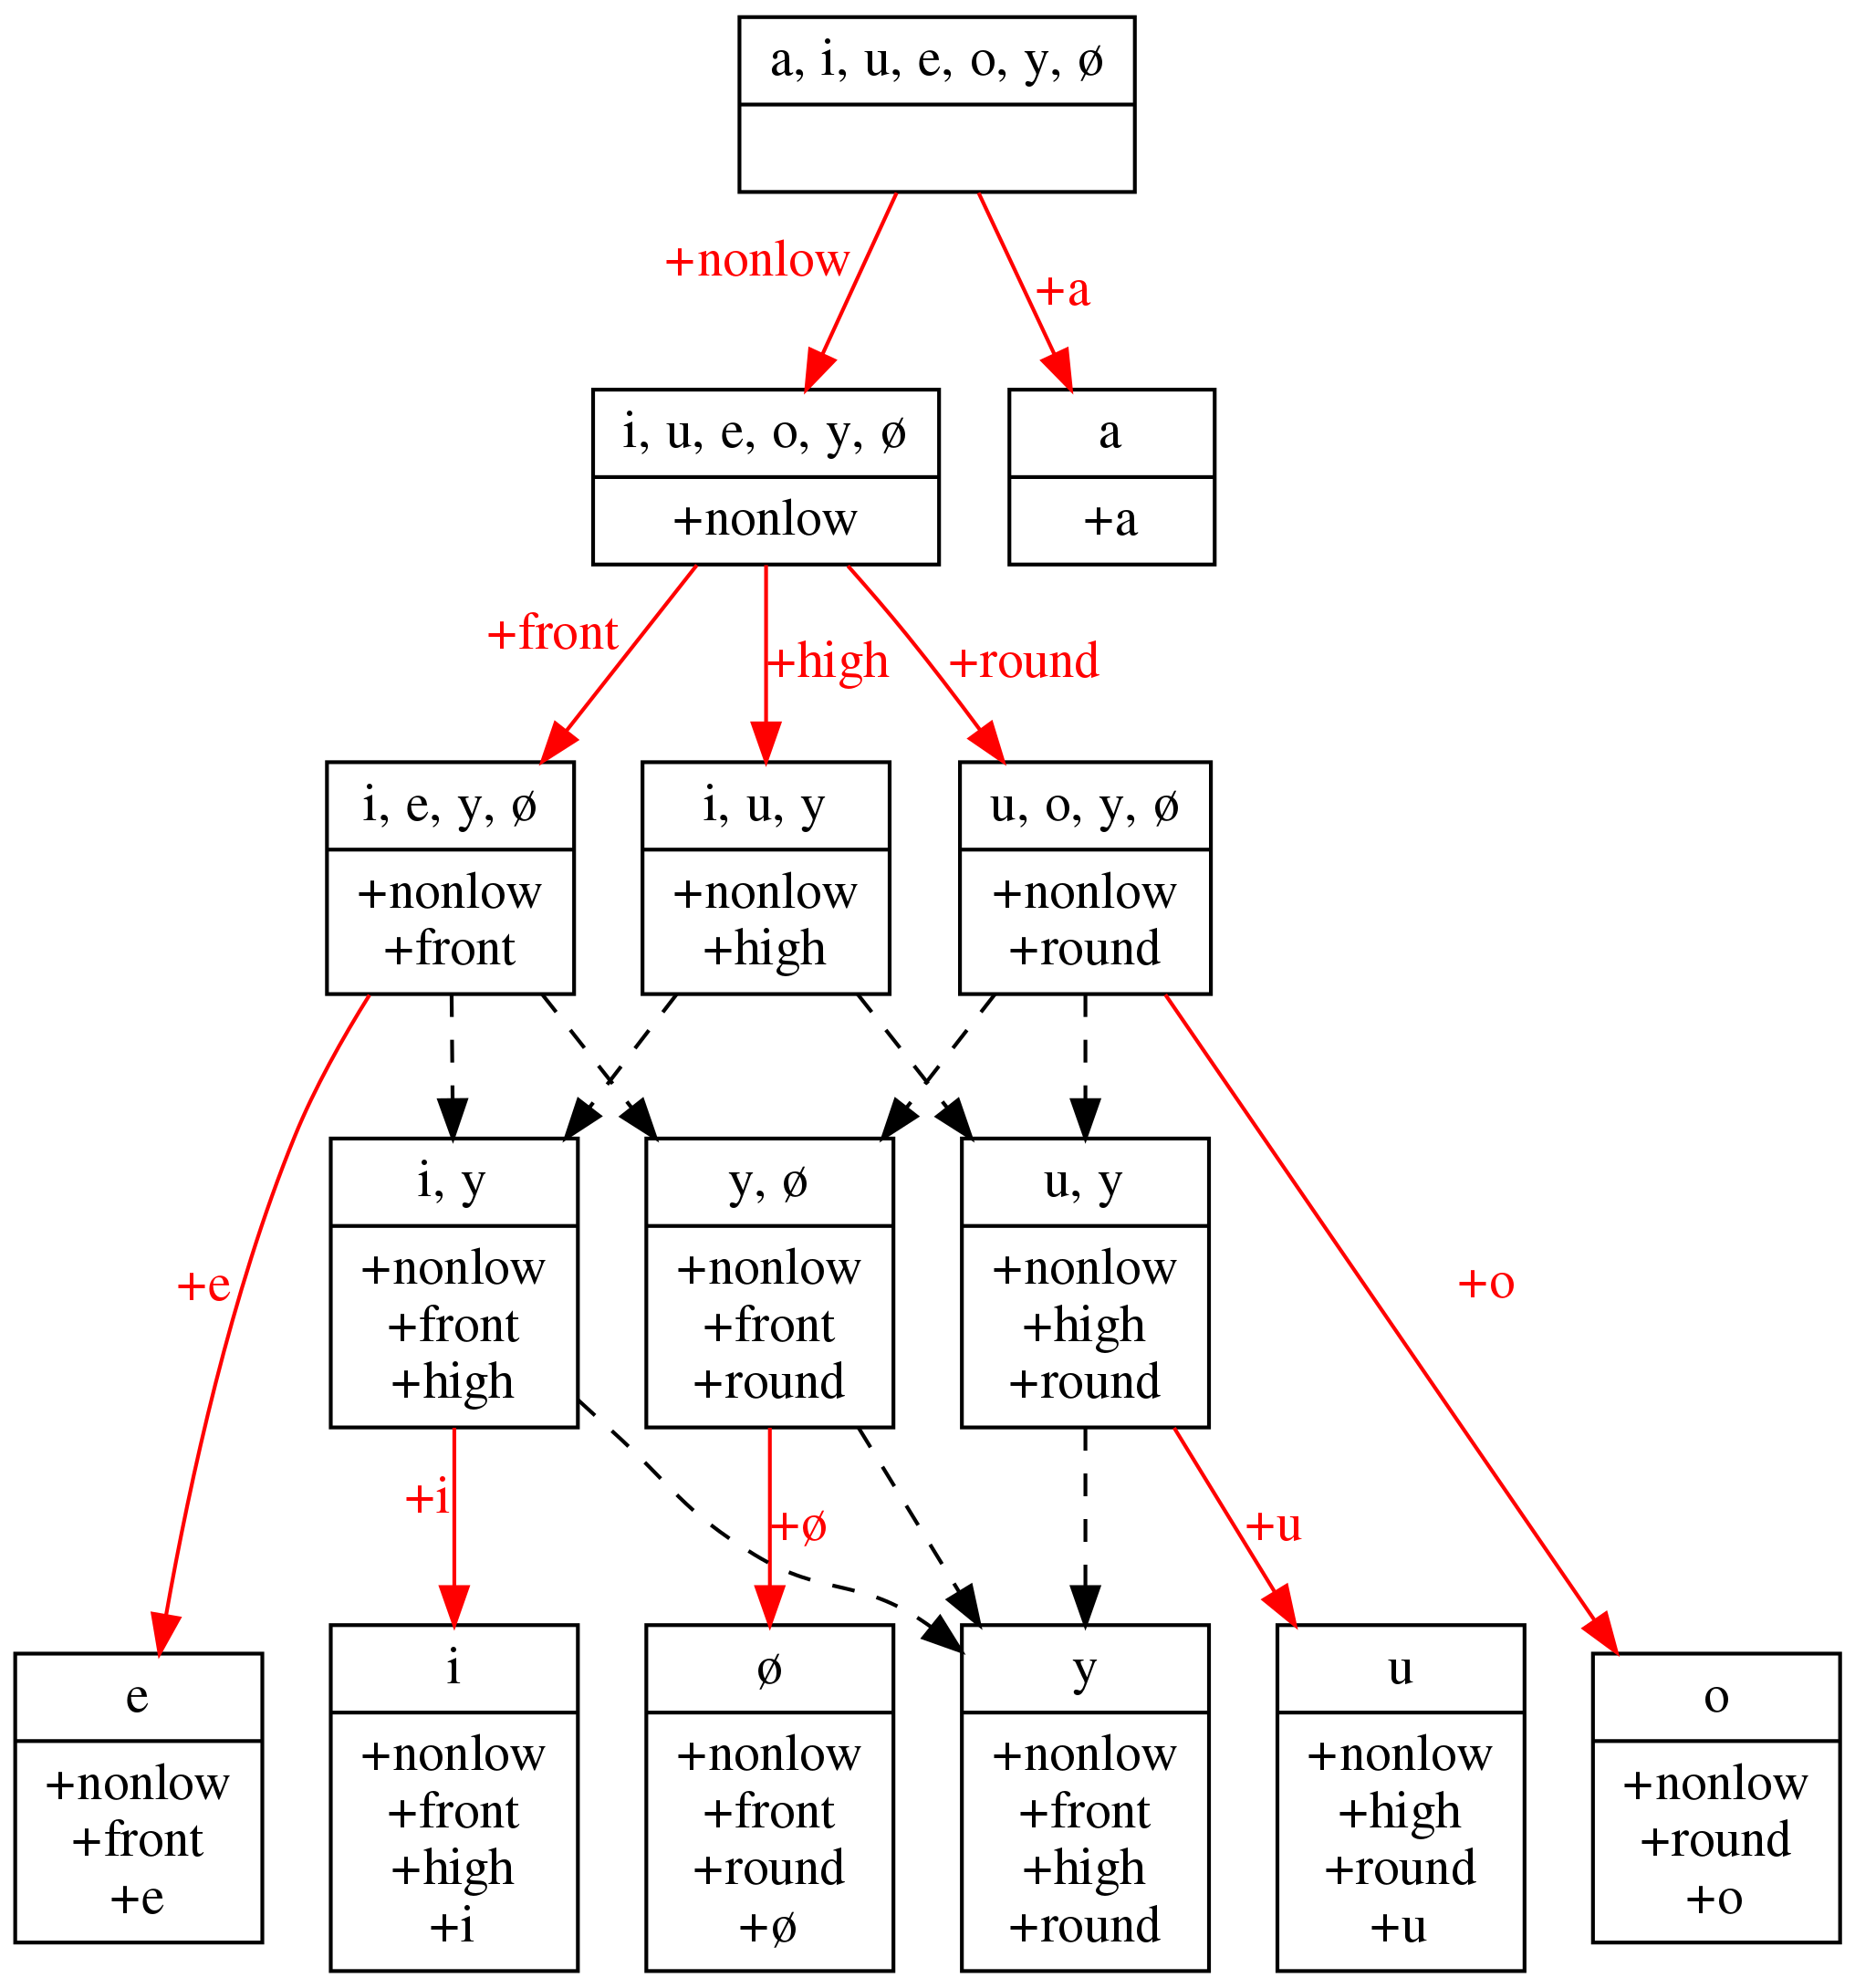 a, i, u, e, o, y, ø
+nonlow
+a
i, u, e, o, y, ø
+nonlow
a
+a
+front
+high
+round
i, e, y, ø
+nonlow
+front
i, u, y
+nonlow
+high
u, o, y, ø
+nonlow
+round
+e
+o
i, y
+nonlow
+front
+high
y, ø
+nonlow
+front
+round
u, y
+nonlow
+high
+round
+i
+ø
+u
e
+nonlow
+front
+e
i
+nonlow
+front
+high
+i
ø
+nonlow
+front
+round
+ø
y
+nonlow
+front
+high
+round
u
+nonlow
+high
+round
+u
o
+nonlow
+round
+o